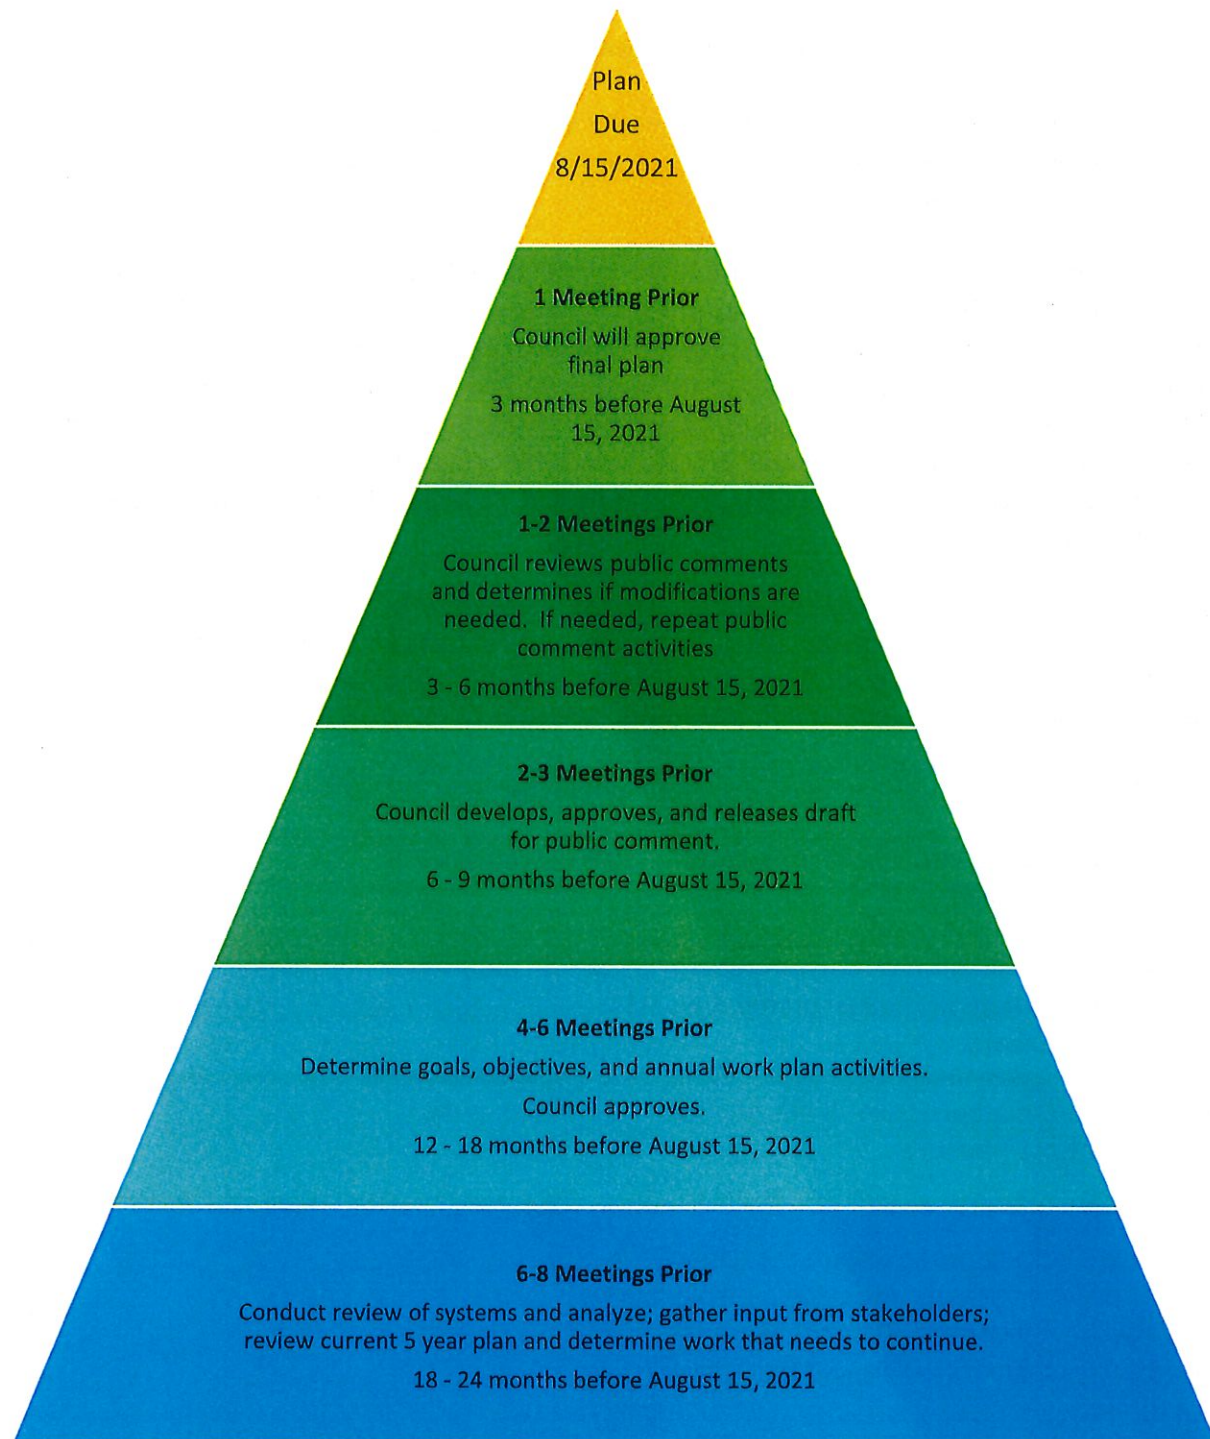 Plan
Due
8/15/2021
1 Meeting Prior
Council will approve
final plan
3 months before August
15, 2021
1-2 Meetings Prior
Council reviews public comments
and determines if modifications are
needed.  If needed, repeat public
comment activities
3 - 6 months before August 15, 2021
2-3 Meetings Prior
Council develops, approves, and releases draft
for public comment.
6 - 9 months before August 15, 2021
4-6 Meetings Prior
Determine goals, objectives, and annual work plan activities.
Council approves.
12 - 18 months before August 15, 2021
6-8 Meetings Prior
Conduct review of systems and analyze; gather input from stakeholders;
review current 5 year plan and determine work that needs to continue.
18 - 24 months before August 15, 2021